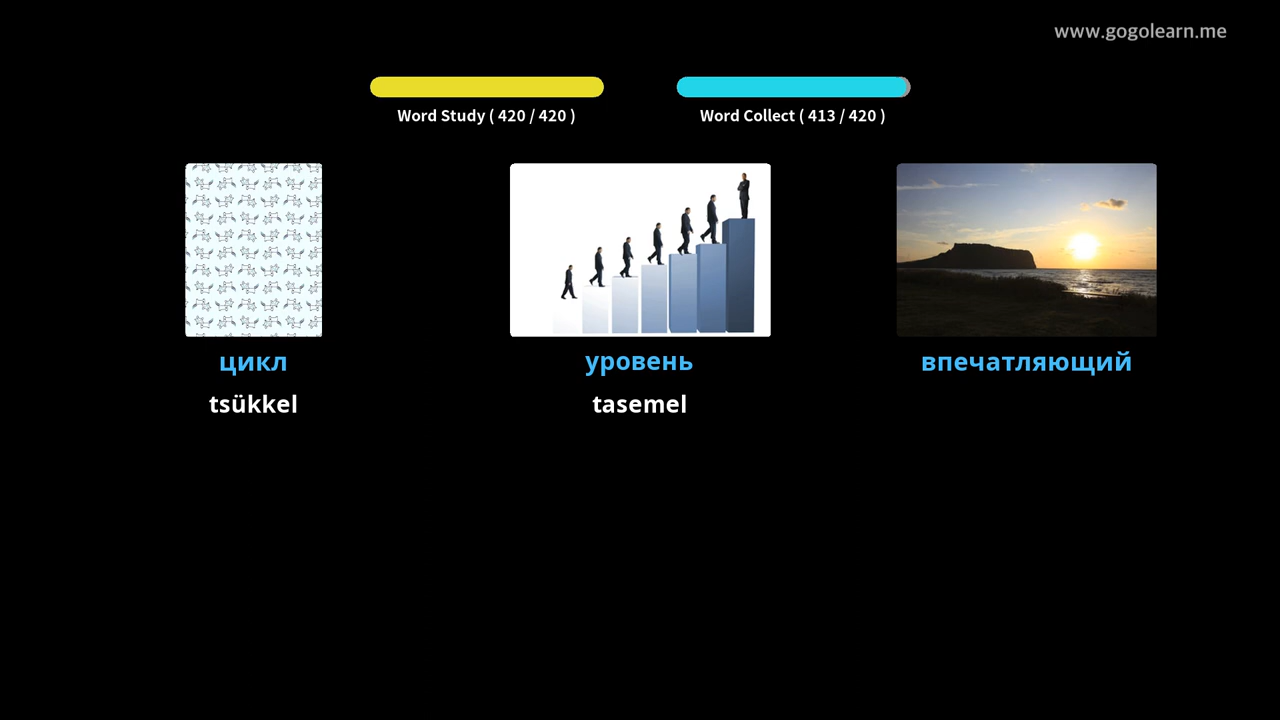 www.gogolearn.me
Word Study ( 420 / 420 )
Word Collect ( 413 / 420 )
цикл
уровень
впечатляющий
tsükkel
tasemel